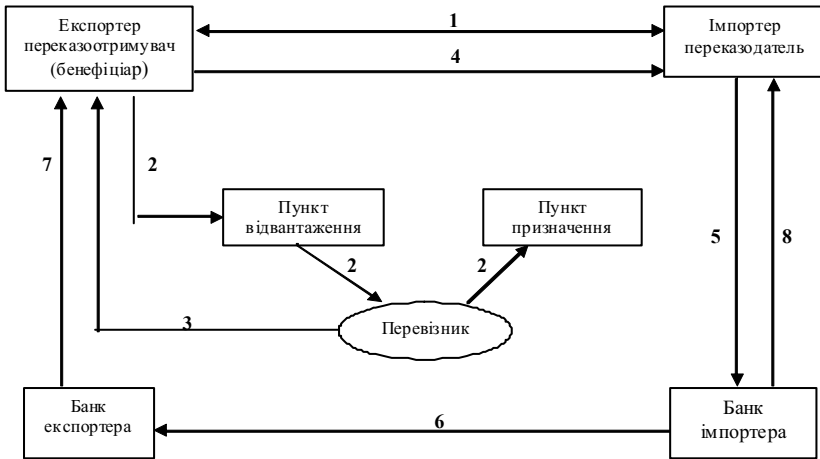 Експортер
переказоотримувач
(бенефіціар)
1
4
Імпортер
переказодатель
7
2
Пункт
відвантаження
Пункт
призначення
5
8
2
2
3
Перевізник
Банк
експортера
6
Банк
імпортера